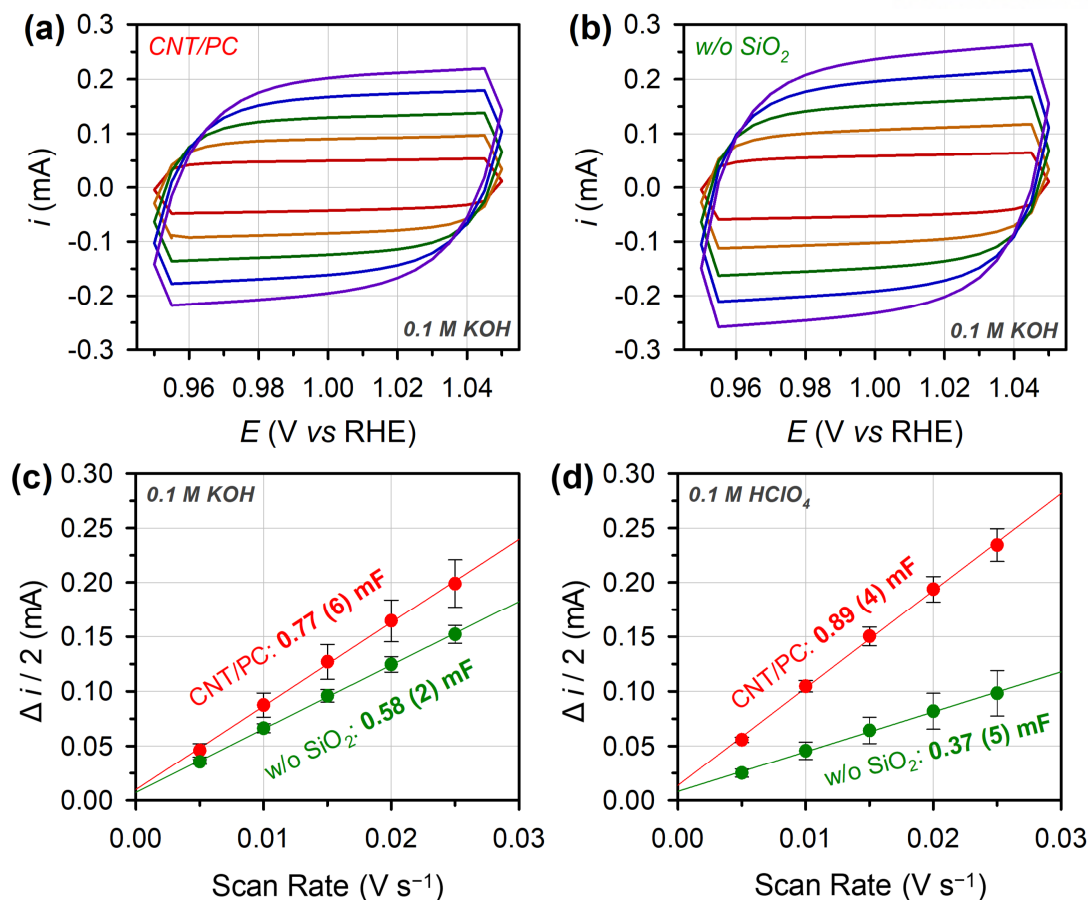 (a)
CNT/PC
0.3
0.2
0.1
0.0
-0.1
-0.2
-0.3
i (mA)
0.1 M KOH
0.96 0.98 1.00 1.02 1.04
E (V vs RHE)
(b)
w/o SiO₂
0.3
0.2
0.1
0.0
-0.1
-0.2
-0.3
i (mA)
0.1 M KOH
0.96 0.98 1.00 1.02 1.04
E (V vs RHE)
(c)
0.1 M KOH
0.30
0.25
0.20
0.15
0.10
0.05
0.00
Δ i / 2 (mA)
CNT/PC: 0.77 (6) mF
w/o SiO₂: 0.58 (2) mF
0.00 0.01 0.02 0.03
Scan Rate (V s⁻¹)
(d)
0.1 M HClO₄
0.30
0.25
0.20
0.15
0.10
0.05
0.00
Δ i / 2 (mA)
CNT/PC: 0.89 (4) mF
w/o SiO₂: 0.37 (5) mF
0.00 0.01 0.02 0.03
Scan Rate (V s⁻¹)